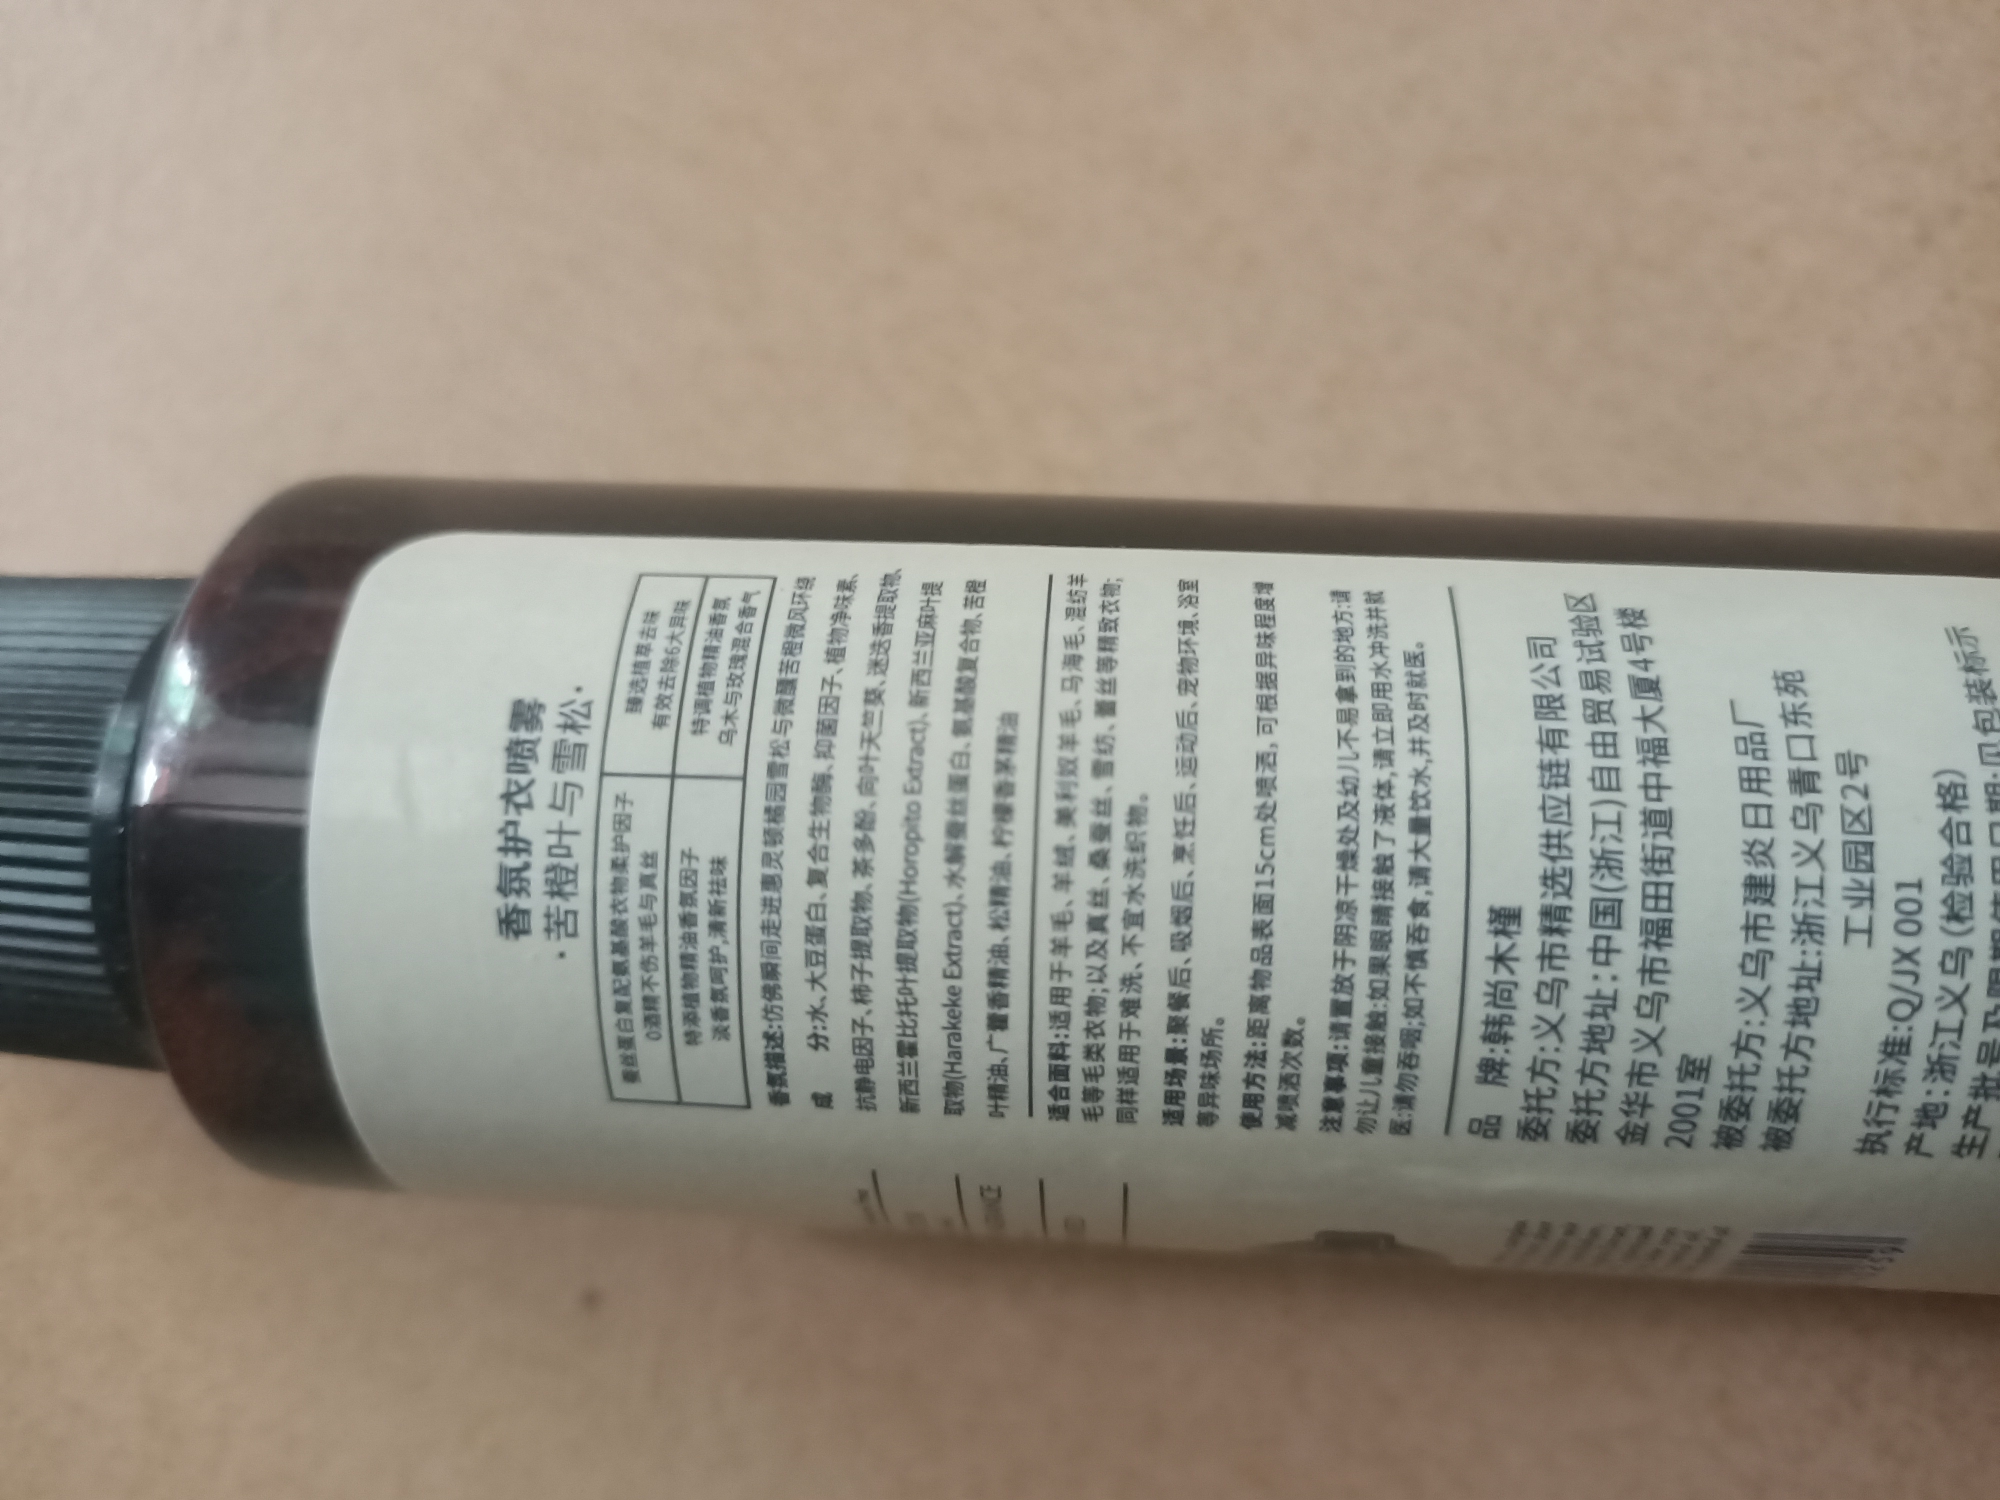 香氛护衣喷雾
·苦橙叶与雪松·
蚕丝蛋白复配氨基酸衣物柔护因子
0酒精不伤羊毛与真丝
臻选植萃去味
有效去除6大异味
特添植物精油香氛因子
淡香氛呵护,清新祛味
特调植物精油香氛
乌木与玫瑰混合香气
香氛描述:仿佛瞬间走进惠灵顿橘园雪松与微醺苦橙微风环绕
成 分:水、大豆蛋白、复合生物酶、抑菌因子、植物净味素、
抗静电因子、柿子提取物、茶多酚、向叶天竺葵、迷迭香提取物、
新西兰霍比托叶提取物(Horopito Extract)、新西兰亚麻叶提
取物(Harakeke Extract)、水解蚕丝蛋白、氨基酸复合物、苦橙
叶精油、广藿香精油、松精油、柠檬香茅精油
适合面料:适用于羊毛、羊绒、美利奴羊毛、马海毛、混纺羊
毛等毛类衣物;以及真丝、桑蚕丝、雪纺、蕾丝等精致衣物;
同样适用于难洗、不宜水洗织物。
适用场景:聚餐后、吸烟后、烹饪后、运动后、宠物环境、浴室
等异味场所。
使用方法:距离物品表面15cm处喷洒,可根据异味程度增
减喷洒次数。
注意事项:请置放于阴凉干燥处及幼儿不易拿到的地方;请
勿让儿童接触;如果眼睛接触了液体,请立即用水冲洗并就
医;请勿吞咽;如不慎吞食,请大量饮水,并及时就医。
品 牌:韩尚木槿
委托方:义乌市精选供应链有限公司
委托方地址:中国(浙江)自由贸易试验区
金华市义乌市福田街道中福大厦4号楼
2001室
被委托方:义乌市建炎日用品厂
被委托方地址:浙江义乌青口东苑
工业园区2号
执行标准:Q/JX 001
产地:浙江义乌(检验合格)
生产批号及限期使用日期:见包装标示